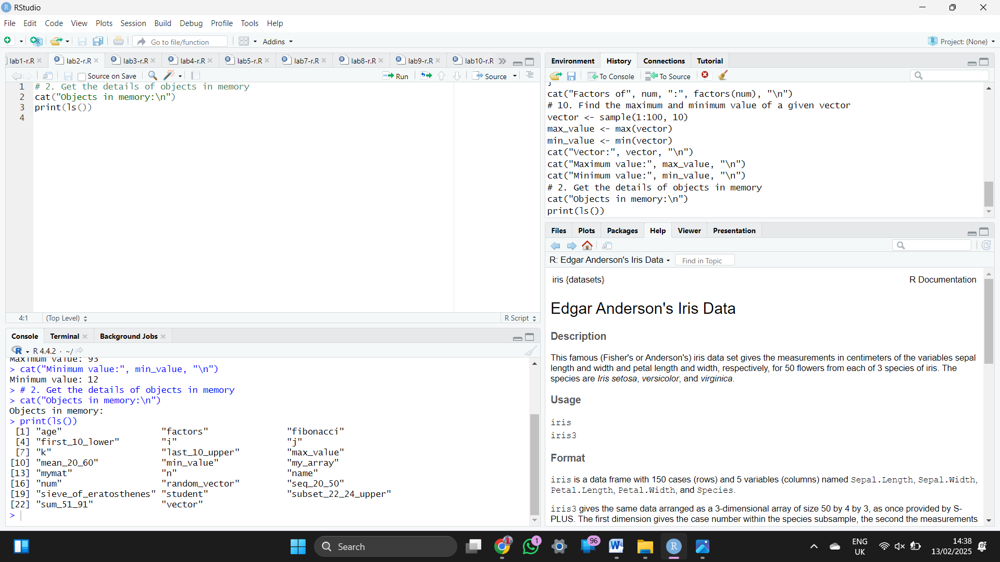 RStudio
File Edit Code View Plots Session Build Debug Profile Tools Help
Go to file/function Addins Project: (None)
lab1-r.R lab2-r.R lab3-r.R lab4-r.R lab5-r.R lab7-r.R lab8-r.R lab9-r.R lab10-r.R
Source on Save Run Source
1 # 2. Get the details of objects in memory
2 cat("Objects in memory:\n")
3 print(ls())
4
4:1 (Top Level) R Script
Console Terminal Background Jobs
R 4.4.2 · ~/
Maximum value: 93
> cat("Minimum value:", min_value, "\n")
Minimum value: 12
> # 2. Get the details of objects in memory
> cat("Objects in memory:\n")
Objects in memory:
> print(ls())
[1] "age" "factors" "fibonacci"
[4] "first_10_lower" "i" "j"
[7] "k" "last_10_upper" "max_value"
[10] "mean_20_60" "min_value" "my_array"
[13] "mymat" "n" "name"
[16] "num" "random_vector" "seq_20_50"
[19] "sieve_of_eratosthenes" "student" "subset_22_24_upper"
[22] "sum_51_91" "vector"
>
Environment History Connections Tutorial
To Console To Source
}
cat("Factors of", num, ":", factors(num), "\n")
# 10. Find the maximum and minimum value of a given vector
vector <- sample(1:100, 10)
max_value <- max(vector)
min_value <- min(vector)
cat("Vector:", vector, "\n")
cat("Maximum value:", max_value, "\n")
cat("Minimum value:", min_value, "\n")
# 2. Get the details of objects in memory
cat("Objects in memory:\n")
print(ls())
Files Plots Packages Help Viewer Presentation
R: Edgar Anderson's Iris Data Find in Topic
iris {datasets} R Documentation
Edgar Anderson's Iris Data
Description
This famous (Fisher's or Anderson's) iris data set gives the measurements in centimeters of the variables sepal
length and width and petal length and width, respectively, for 50 flowers from each of 3 species of iris. The
species are Iris setosa, versicolor, and virginica.
Usage
iris
iris3
Format
iris is a data frame with 150 cases (rows) and 5 variables (columns) named Sepal.Length, Sepal.Width,
Petal.Length, Petal.Width, and Species.
iris3 gives the same data arranged as a 3-dimensional array of size 50 by 4 by 3, as once provided by S-
PLUS. The first dimension gives the case number within the species subsample, the second the measurements
Search 1 96 W R
ENG
UK
14:38
13/02/2025